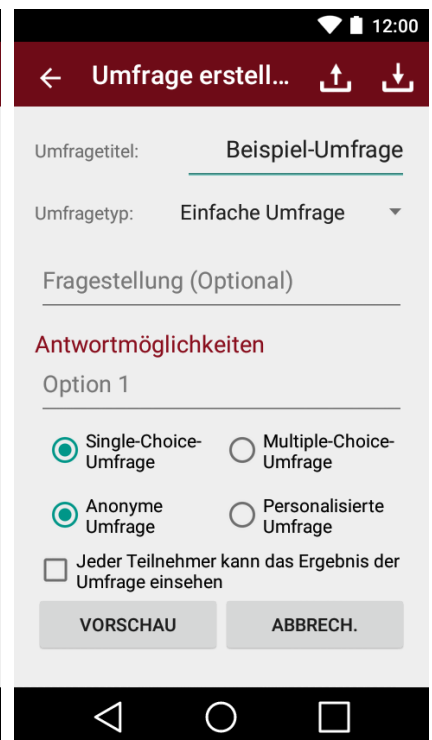 12:00
Umfrage erstell...
Umfragetitel: Beispiel-Umfrage
Umfragetyp: Einfache Umfrage
Fragestellung (Optional)
Antwortmöglichkeiten
Option 1
Single-Choice- Multiple-Choice-
Umfrage Umfrage
Anonyme Personalisierte
Umfrage Umfrage
Jeder Teilnehmer kann das Ergebnis der
Umfrage einsehen
VORSCHAU ABBRECH.